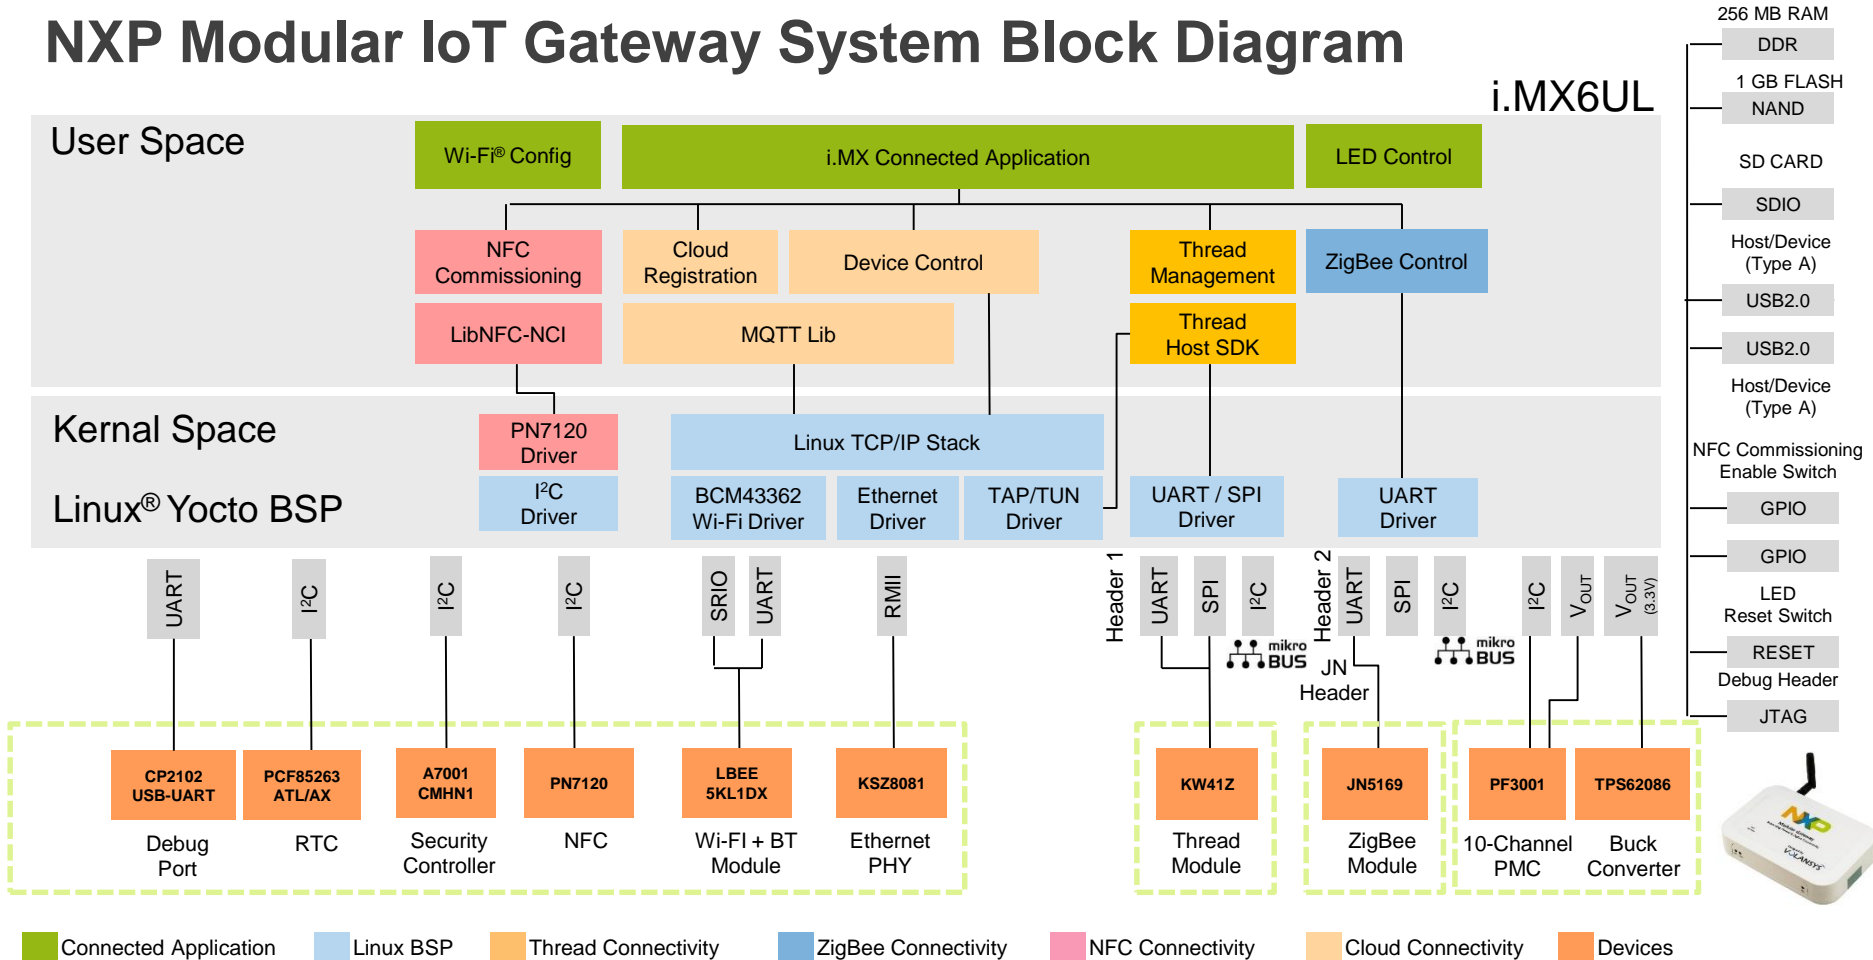 NXP Modular IoT Gateway System Block Diagram
i.MX6UL
User Space
Wi-Fi® Config
i.MX Connected Application
LED Control
NFC
Commissioning
Cloud
Registration
Device Control
Thread
Management
ZigBee Control
LibNFC-NCI
MQTT Lib
Thread
Host SDK
Kernal Space
PN7120
Driver
Linux TCP/IP Stack
Linux® Yocto BSP
I²C
Driver
BCM43362
Wi-Fi Driver
Ethernet
Driver
TAP/TUN
Driver
UART / SPI
Driver
UART
Driver
UART
I²C
I²C
I²C
SRIO
UART
RMII
Header 1
UART
SPI
I²C
mikro
BUS
Header 2
UART
SPI
I²C
mikro
BUS
JN
Header
I²C
VOUT
VOUT
(3.3V)
CP2102
USB-UART
Debug
Port
PCF85263
ATL/AX
RTC
A7001
CMHN1
Security
Controller
PN7120
NFC
LBEE
5KL1DX
Wi-FI + BT
Module
KSZ8081
Ethernet
PHY
KW41Z
Thread
Module
JN5169
ZigBee
Module
PF3001
10-Channel
PMC
TPS62086
Buck
Converter
256 MB RAM
DDR
1 GB FLASH
NAND
SD CARD
SDIO
Host/Device
(Type A)
USB2.0
USB2.0
Host/Device
(Type A)
NFC Commissioning
Enable Switch
GPIO
GPIO
LED
Reset Switch
RESET
Debug Header
JTAG
NXP
Modular Gateway
VOLANSYS
Connected Application
Linux BSP
Thread Connectivity
ZigBee Connectivity
NFC Connectivity
Cloud Connectivity
Devices